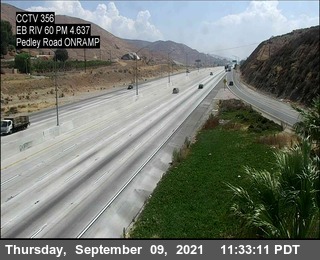 CCTV 356
EB RIV 60 PM 4.637
Pedley Road ONRAMP
Thursday, September 09, 2021 11:33:11 PDT